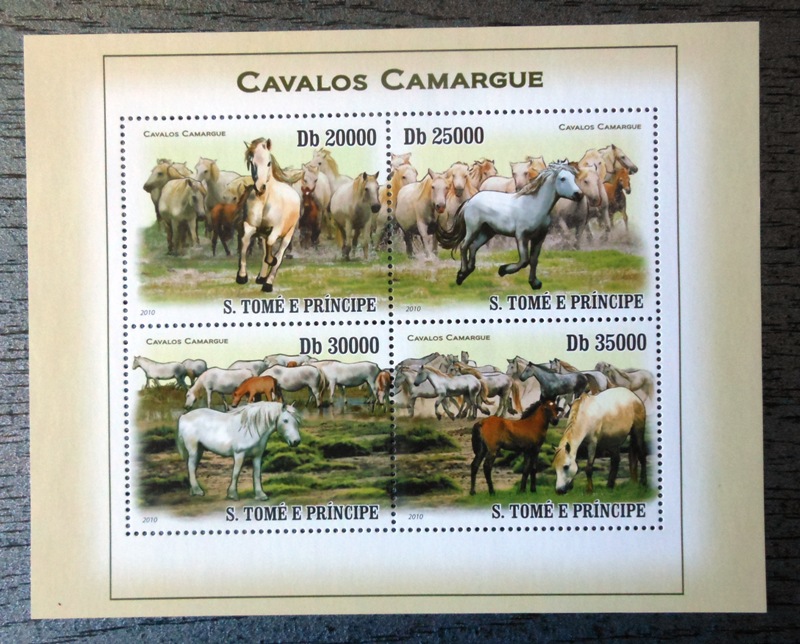 CAVALOS CAMARGUE
CAVALOS CAMARGUE
Db 20000
2010
S. TOMÉ E PRÍNCIPE
Db 25000
CAVALOS CAMARGUE
2010
S. TOMÉ E PRÍNCIPE
CAVALOS CAMARGUE
Db 30000
2010
S. TOMÉ E PRÍNCIPE
CAVALOS CAMARGUE
Db 35000
2010
S. TOMÉ E PRÍNCIPE